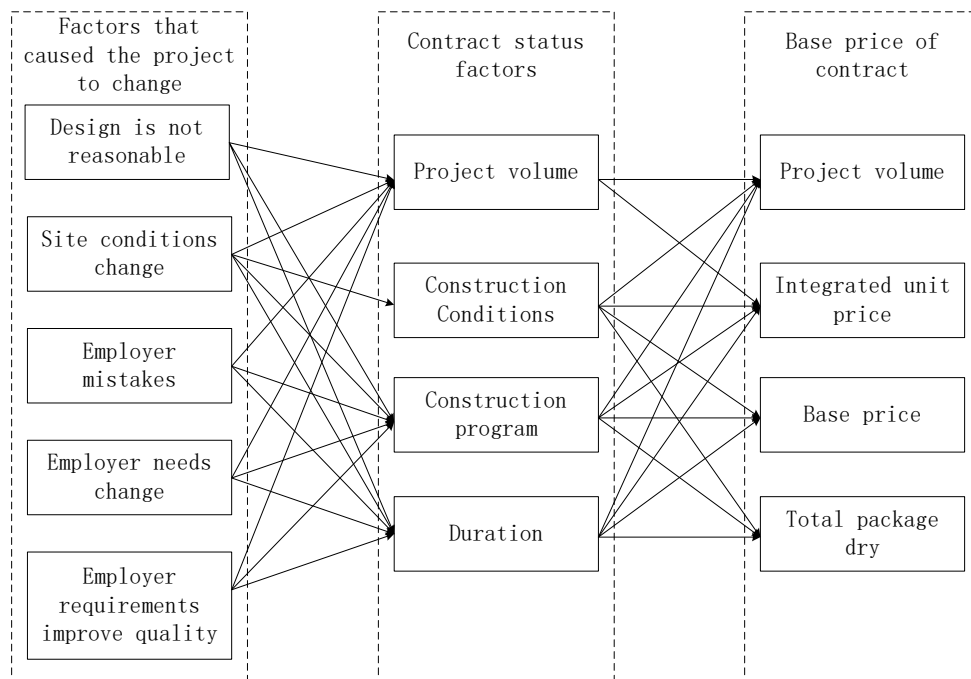 Factors that
caused the project
to change
Design is not
reasonable
Site conditions
change
Employer
mistakes
Employer needs
change
Employer
requirements
improve quality
Contract status
factors
Project volume
Construction
Conditions
Construction
program
Duration
Base price of
contract
Project volume
Integrated unit
price
Base price
Total package
dry